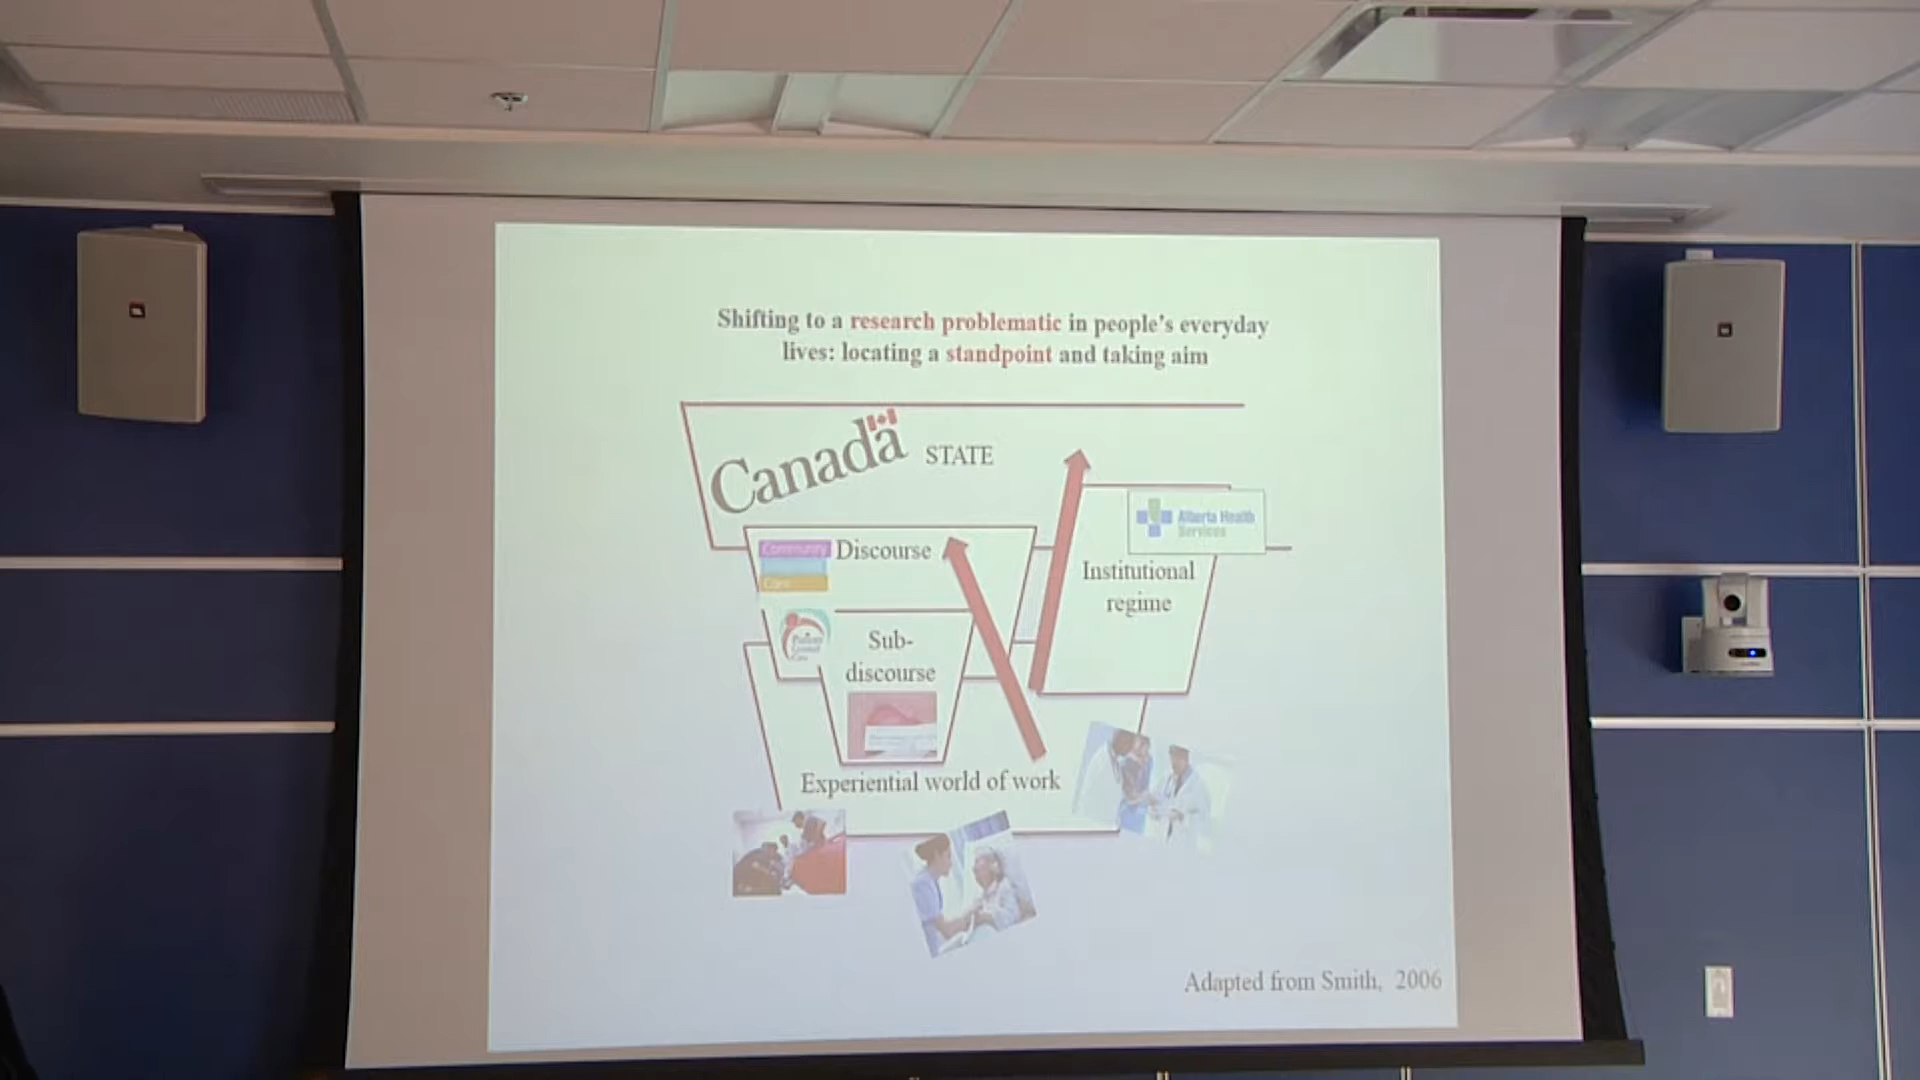 Shifting to a research problematic in people's everyday
lives: locating a standpoint and taking aim
Canada
STATE
Alberta Health
Services
Community
Discourse
Care
Institutional
regime
Sub-
discourse
Experiential world of work
Adapted from Smith, 2006